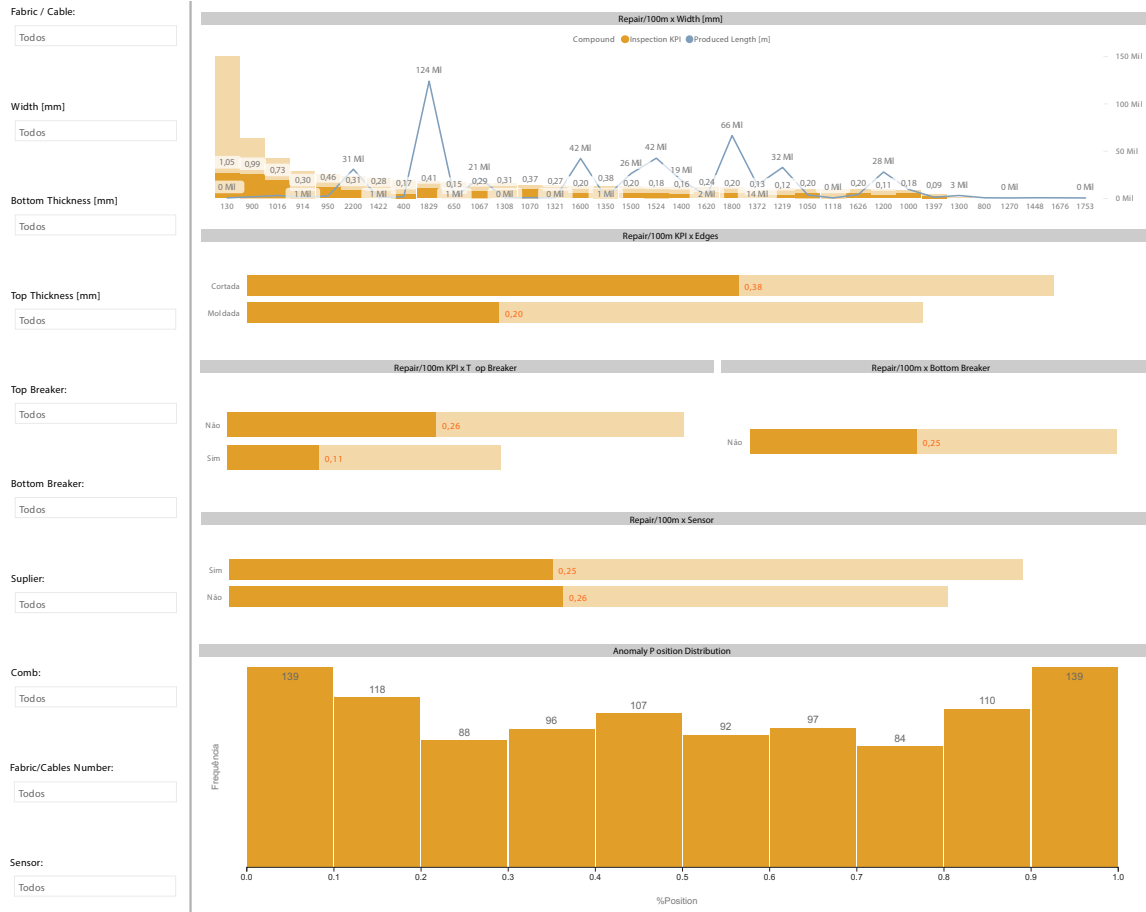 Fabric / Cable:
Todos
Width [mm]
Todos
Bottom Thickness [mm]
Todos
Top Thickness [mm]
Todos
Top Breaker:
Todos
Bottom Breaker:
Todos
Suplier:
Todos
Comb:
Todos
Fabric/Cables Number:
Todos
Sensor:
Todos
Repair/100m x Width [mm]
Compound Inspection KPI Produced Length [m]
150 Mil
100 Mil
50 Mil
0 Mil
124 Mil
66 Mil
31 Mil 21 Mil 42 Mil 26 Mil 42 Mil 19 Mil 32 Mil 28 Mil
1,05 0,99 0,73 0,30 0,46 0,31 0,28 0,17 0,41 0,15 0,29 0,31 0,37 0,27 0,20 0,38 0,20 0,18 0,16 0,24 0,20 0,13 0,12 0,20 0 Mil 0,20 0,11 0,18 0,09 3 Mil 0 Mil 0 Mil
0 Mil 1 Mil 1 Mil 1 Mil 0 Mil 0 Mil 1 Mil 2 Mil 14 Mil
130 900 1016 914 950 2200 1422 400 1829 650 1067 1308 1070 1321 1600 1350 1500 1524 1400 1620 1800 1372 1219 1050 1118 1626 1200 1000 1397 1300 800 1270 1448 1676 1753
Repair/100m KPI x Edges
Cortada 0,38
Moldada 0,20
Repair/100m KPI x T op Breaker
Não 0,26
Sim 0,11
Repair/100m x Bottom Breaker
Não 0,25
Repair/100m x Sensor
Sim 0,25
Não 0,26
Anomaly P osition Distribution
Frequência
139 118 88 96 107 92 97 84 110 139
0.0 0.1 0.2 0.3 0.4 0.5 0.6 0.7 0.8 0.9 1.0
%Position